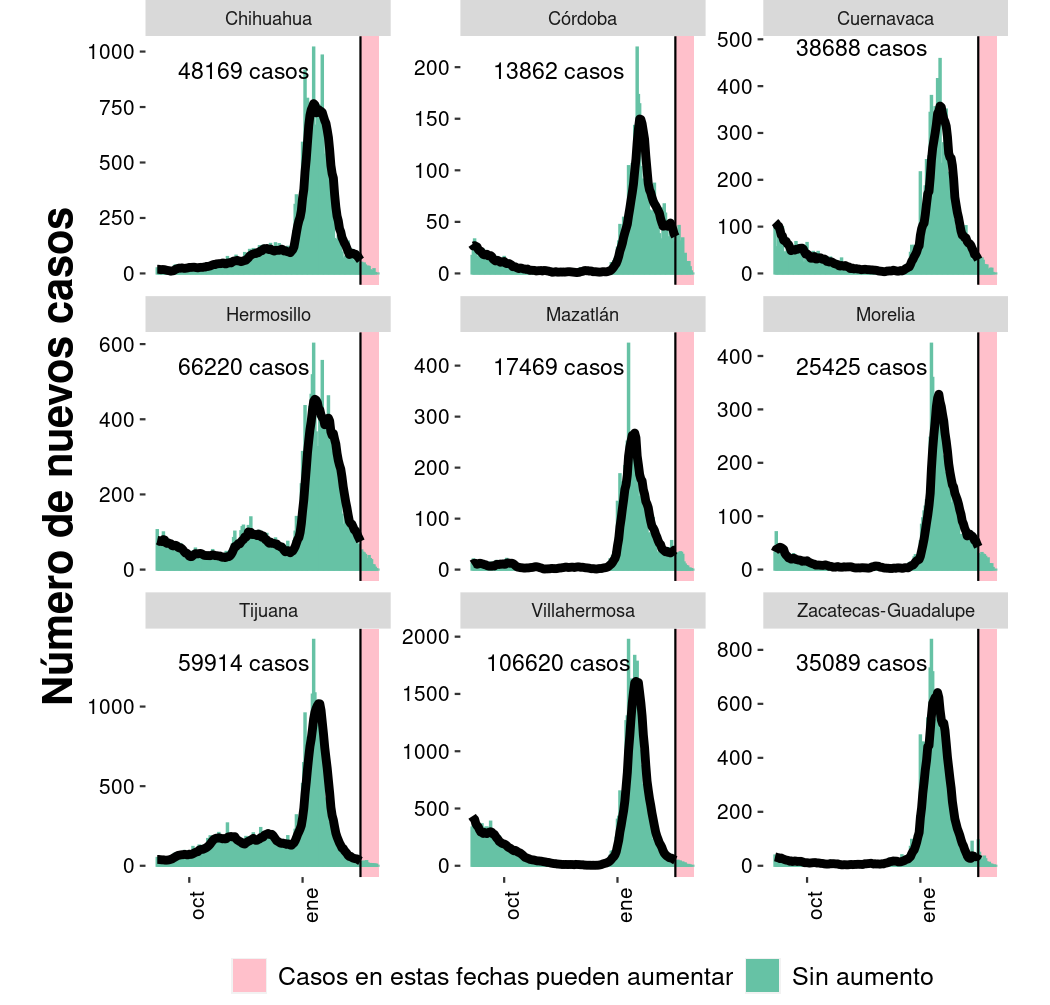 Número de nuevos casos
Chihuahua
48169 casos
1000
750
500
250
0
Córdoba
13862 casos
200
150
100
50
0
Cuernavaca
38688 casos
500
400
300
200
100
0
Hermosillo
66220 casos
600
400
200
0
Mazatlán
17469 casos
400
300
200
100
0
Morelia
25425 casos
400
300
200
100
0
Tijuana
59914 casos
1000
500
0
oct
ene
Villahermosa
106620 casos
2000
1500
1000
500
0
oct
ene
Zacatecas-Guadalupe
35089 casos
800
600
400
200
0
oct
ene
Casos en estas fechas pueden aumentar
Sin aumento